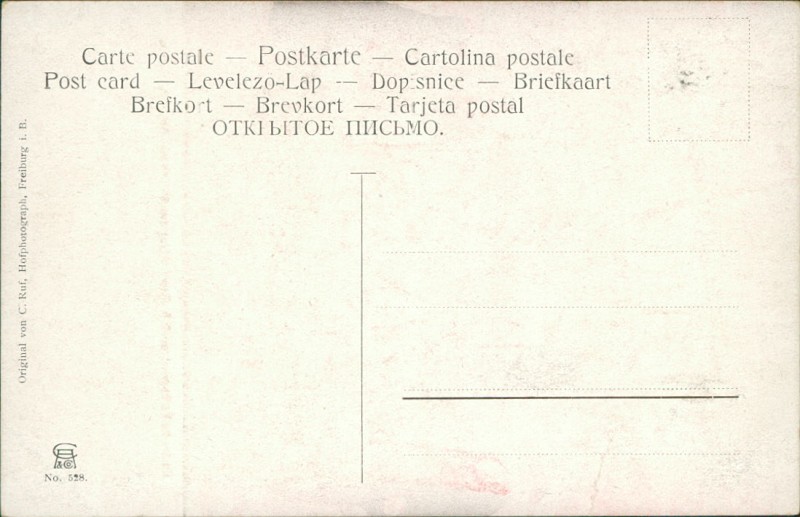 Carte postale — Postkarte — Cartolina postale
Post card — Levelezo-Lap — Dopisnice — Briefkaart
Brefkort — Brevkort — Tarjeta postal
ОТКРЫТОЕ ПИСЬМО.
Original von C. Ruf, Hofphotograph, Freiburg i. B.
No. 528.